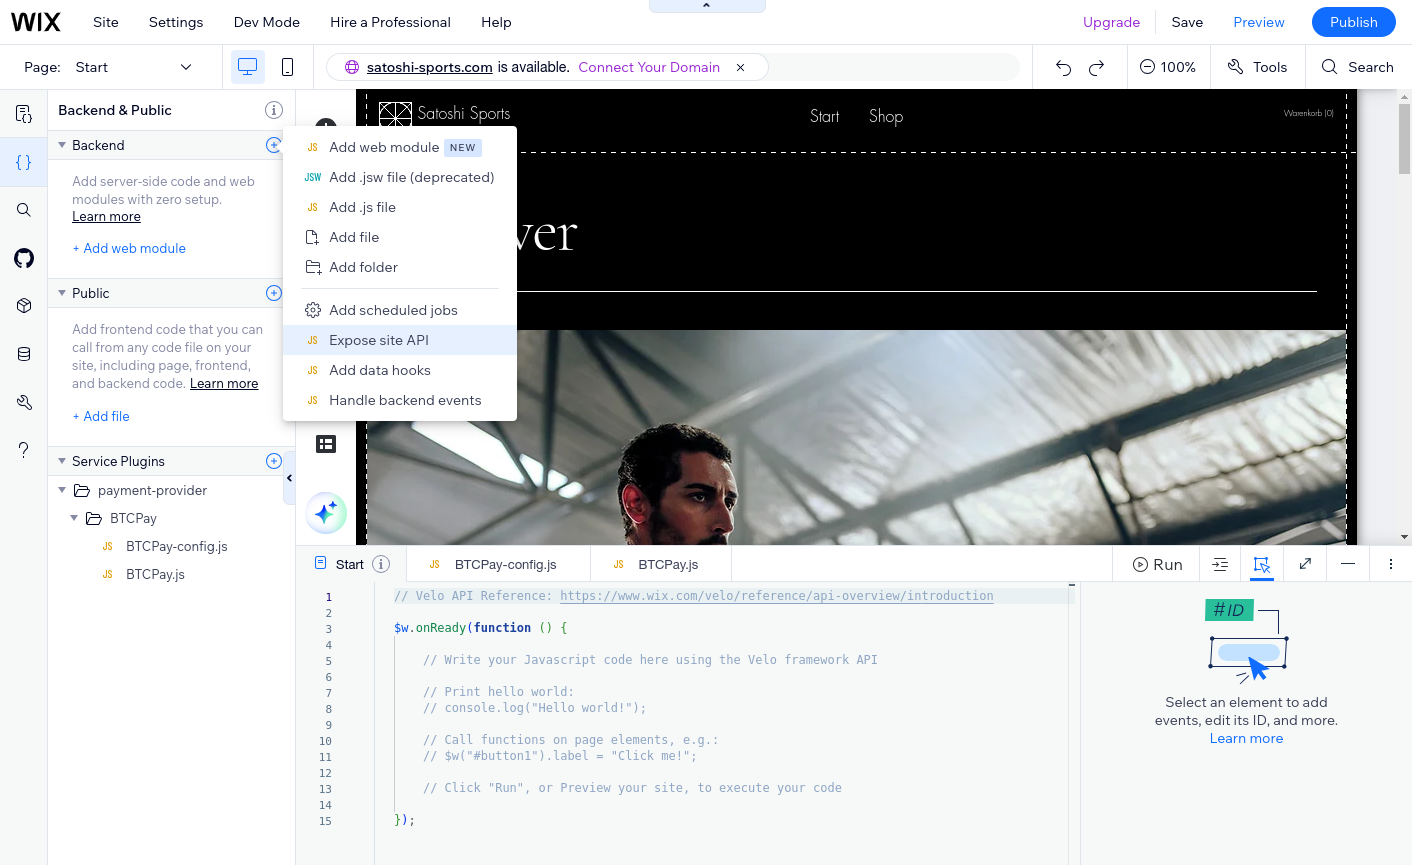 WIX Site Settings Dev Mode Hire a Professional Help Upgrade Save Preview Publish
Page: Start satoshi-sports.com is available. Connect Your Domain 100% Tools Search
Backend & Public
Backend
Add server-side code and web
modules with zero setup.
Learn more
+ Add web module
Public
Add frontend code that you can
call from any code file on your
site, including page, frontend,
and backend code. Learn more
+ Add file
Service Plugins
payment-provider
BTCPay
JS BTCPay-config.js
JS BTCPay.js
JS Add web module NEW
JSW Add .jsw file (deprecated)
JS Add .js file
Add file
Add folder
Add scheduled jobs
JS Expose site API
JS Add data hooks
JS Handle backend events
Satoshi Sports Start Shop Warenkorb (0)
ver
Start JS BTCPay-config.js JS BTCPay.js Run
1 // Velo API Reference: https://www.wix.com/velo/reference/api-overview/introduction
2
3 $w.onReady(function () {
4
5 // Write your Javascript code here using the Velo framework API
6
7 // Print hello world:
8 // console.log("Hello world!");
9
10 // Call functions on page elements, e.g.:
11 // $w("#button1").label = "Click me!";
12
13 // Click "Run", or Preview your site, to execute your code
14
15 });
#ID
Select an element to add
events, edit its ID, and more.
Learn more